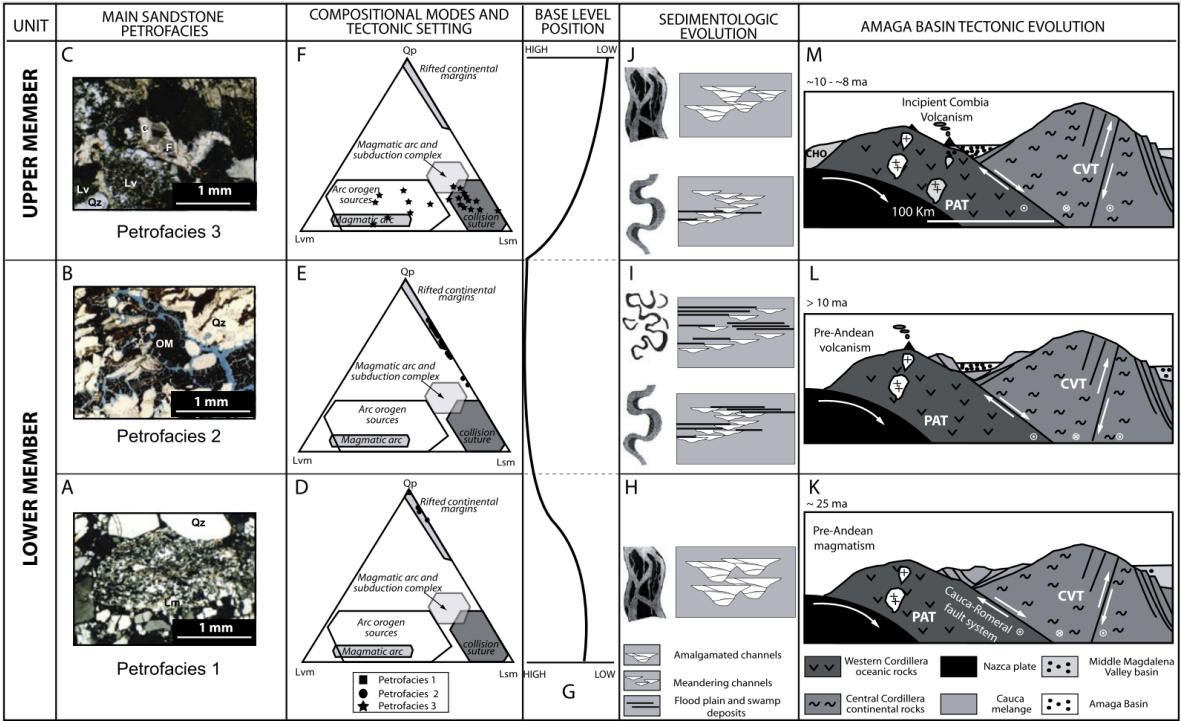 UNIT
MAIN SANDSTONE
PETROFACIES
COMPOSITIONAL MODES AND
TECTONIC SETTING
BASE LEVEL
POSITION
SEDIMENTOLOGIC
EVOLUTION
AMAGA BASIN TECTONIC EVOLUTION
UPPER MEMBER
C
F
Lv
Lv
Qz
1 mm
Petrofacies 3
F
Qp
Rifted continental
margins
Magmatic arc and
subduction complex
Arc orogen
sources
Magmatic arc
collision
suture
Lvm
Lsm
HIGH
LOW
J
M
~10 - ~8 ma
Incipient Combia
Volcanism
CHO
CVT
PAT
100 Km
LOWER MEMBER
B
Qz
OM
1 mm
Petrofacies 2
E
Qp
Rifted continental
margins
Magmatic arc and
subduction complex
Arc orogen
sources
Magmatic arc
collision
suture
Lvm
Lsm
I
L
> 10 ma
Pre-Andean
volcanism
CVT
PAT
A
Qz
Lm
1 mm
Petrofacies 1
D
Qp
Rifted continental
margins
Magmatic arc and
subduction complex
Arc orogen
sources
Magmatic arc
collision
suture
Lvm
Lsm
Petrofacies 1
Petrofacies 2
Petrofacies 3
HIGH
LOW
G
H
Amalgamated channels
Meandering channels
Flood plain and swamp
deposits
K
~ 25 ma
Pre-Andean
magmatism
Cauca-Romeral
fault system
CVT
PAT
Western Cordillera
oceanic rocks
Nazca plate
Middle Magdalena
Valley basin
Central Cordillera
continental rocks
Cauca
melange
Amaga Basin